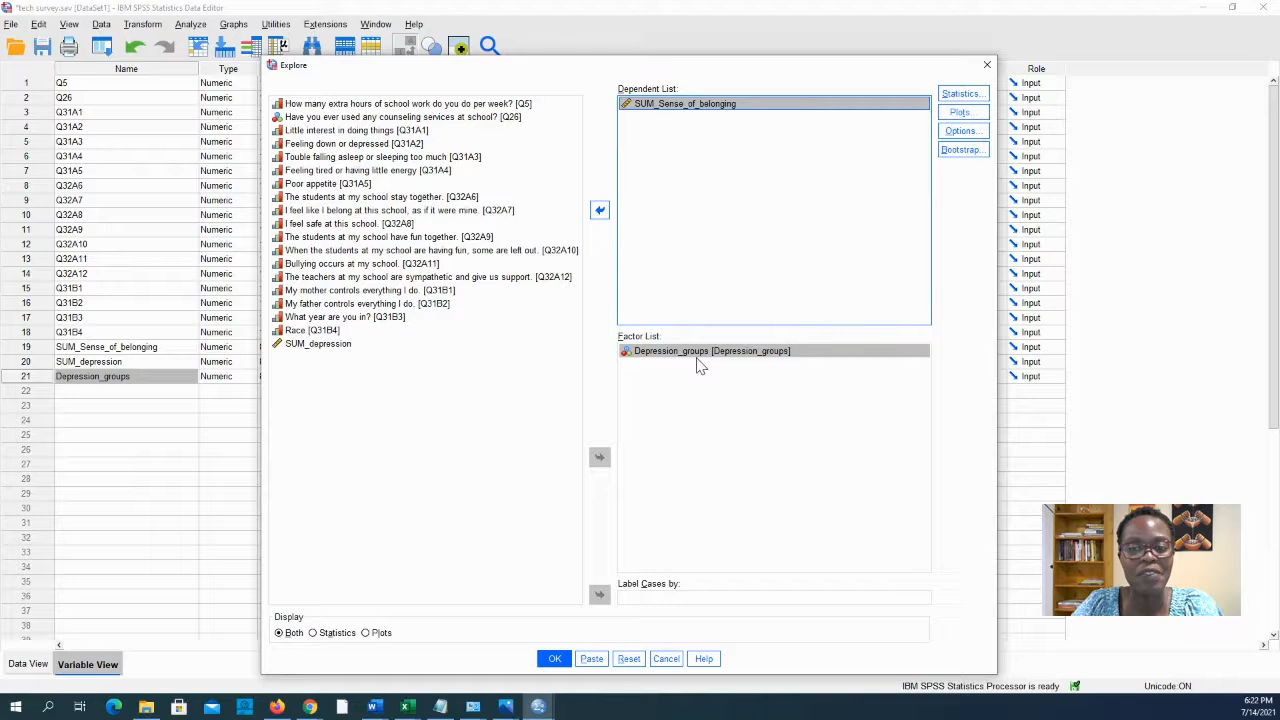 *tech survey.sav [DataSet1] - IBM SPSS Statistics Data Editor
File Edit View Data Transform Analyze Graphs Utilities Extensions Window Help
Name Type Role
1 Q5 Numeric Input
2 Q26 Numeric Input
3 Q31A1 Numeric Input
4 Q31A2 Numeric Input
5 Q31A3 Numeric Input
6 Q31A4 Numeric Input
7 Q31A5 Numeric Input
8 Q32A6 Numeric Input
9 Q32A7 Numeric Input
10 Q32A8 Numeric Input
11 Q32A9 Numeric Input
12 Q32A10 Numeric Input
13 Q32A11 Numeric Input
14 Q32A12 Numeric Input
15 Q31B1 Numeric Input
16 Q31B2 Numeric Input
17 Q31B3 Numeric Input
18 Q31B4 Numeric Input
19 SUM_Sense_of_belonging Numeric Input
20 SUM_depression Numeric Input
21 Depression_groups Numeric Input
22
23
24
25
26
27
28
29
30
31
32
33
34
35
36
37
38
Explore
How many extra hours of school work do you do per week? [Q5]
Have you ever used any counseling services at school? [Q26]
Little interest in doing things [Q31A1]
Feeling down or depressed [Q31A2]
Touble falling asleep or sleeping too much [Q31A3]
Feeling tired or having little energy [Q31A4]
Poor appetite [Q31A5]
The students at my school stay together. [Q32A6]
I feel like I belong at this school, as if it were mine. [Q32A7]
I feel safe at this school. [Q32A8]
The students at my school have fun together. [Q32A9]
When the students at my school are having fun, some are left out. [Q32A10]
Bullying occurs at my school. [Q32A11]
The teachers at my school are sympathetic and give us support. [Q32A12]
My mother controls everything I do. [Q31B1]
My father controls everything I do. [Q31B2]
What year are you in? [Q31B3]
Race [Q31B4]
SUM_depression
Dependent List:
SUM_Sense_of_belonging
Factor List:
Depression_groups [Depression_groups]
Label Cases by:
Statistics...
Plots...
Options...
Bootstrap...
Display
Both Statistics Plots
OK Paste Reset Cancel Help
Data View Variable View
IBM SPSS Statistics Processor is ready Unicode:ON
6:22 PM
7/14/2021